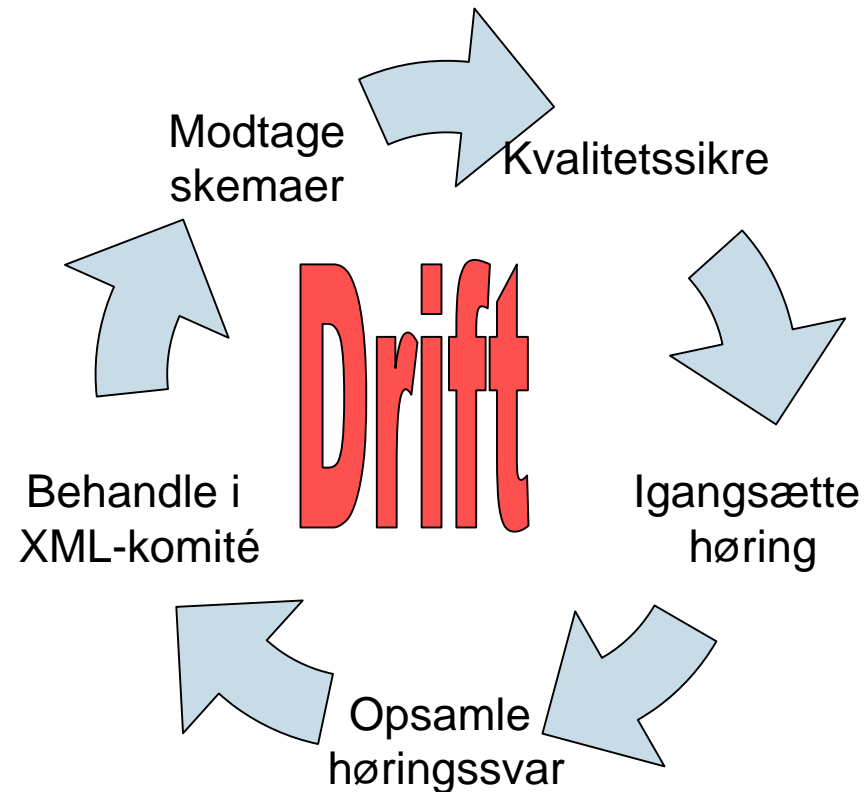 Modtage
skemaer
Kvalitetssikre
Drift
Behandle i
XML-komité
Igangsætte
høring
Opsamle
høringssvar